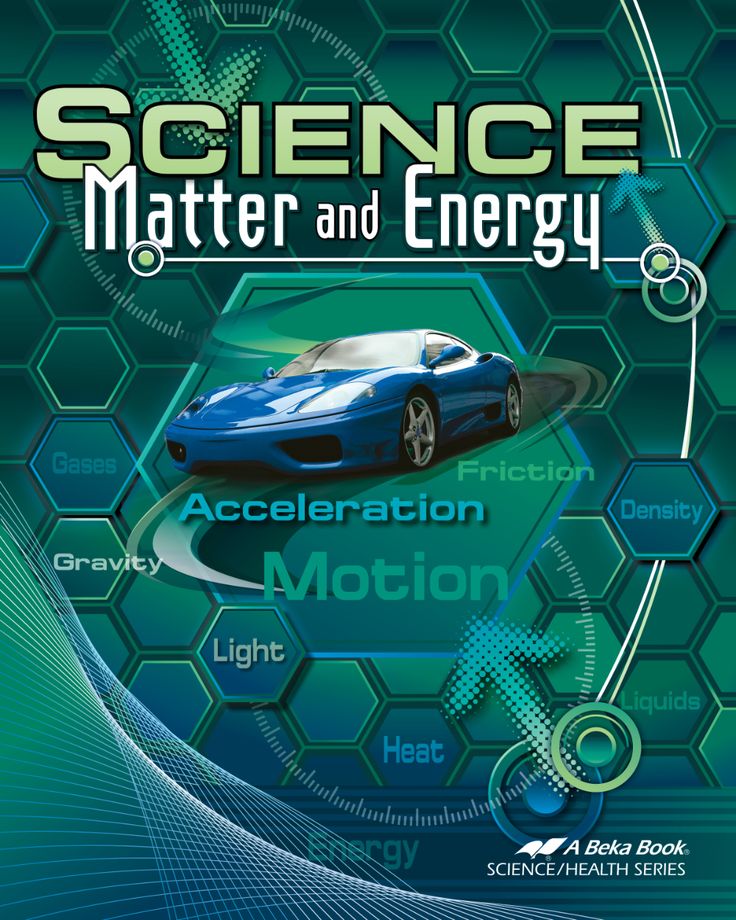 SCIENCE
Matter and Energy
Gases
Friction
Acceleration
Density
Gravity
Motion
Light
Liquids
Heat
Energy
A Beka Book®
SCIENCE/HEALTH SERIES